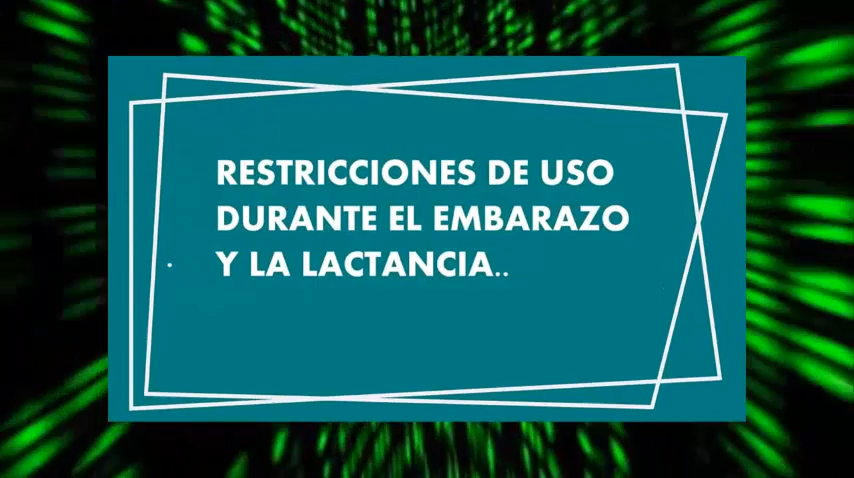 RESTRICCIONES DE USO
DURANTE EL EMBARAZO
Y LA LACTANCIA..